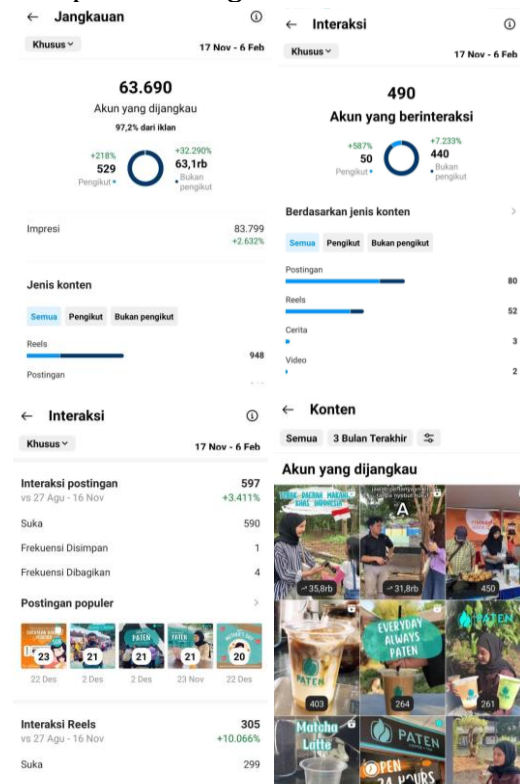 ← Jangkauan
Khusus
17 Nov - 6 Feb
63.690
Akun yang dijangkau
97,2% dari iklan
+218%
529
Pengikut
+32.290%
63,1rb
Bukan
pengikut
Impresi 83.799
+2.632%
Jenis konten
Semua Pengikut Bukan pengikut
Reels
948
Postingan
← Interaksi
Khusus
17 Nov - 6 Feb
490
Akun yang berinteraksi
+587%
50
Pengikut
+7.233%
440
Bukan
pengikut
Berdasarkan jenis konten
Semua Pengikut Bukan pengikut
Postingan
80
Reels
52
Cerita
3
Video
2
← Interaksi
Khusus
17 Nov - 6 Feb
Interaksi postingan 597
vs 27 Agu - 16 Nov +3.411%
Suka 590
Frekuensi Disimpan 1
Frekuensi Dibagikan 4
Postingan populer
23 21 21 21 20
PATEN PATEN
22 Des 2 Des 2 Des 23 Nov 22 Des
Interaksi Reels 305
vs 27 Agu - 16 Nov +10.066%
Suka 299
← Konten
Semua 3 Bulan Terakhir
Akun yang dijangkau
DAERAH MAKANAN
KHAS INDONESIA
A
35,8rb 31,8rb 450
PATEN
EVERYDAY
ALWAYS
PATEN
PATEN
403 264 261
Matcha
Latte
PATEN
OPEN
24 HOURS